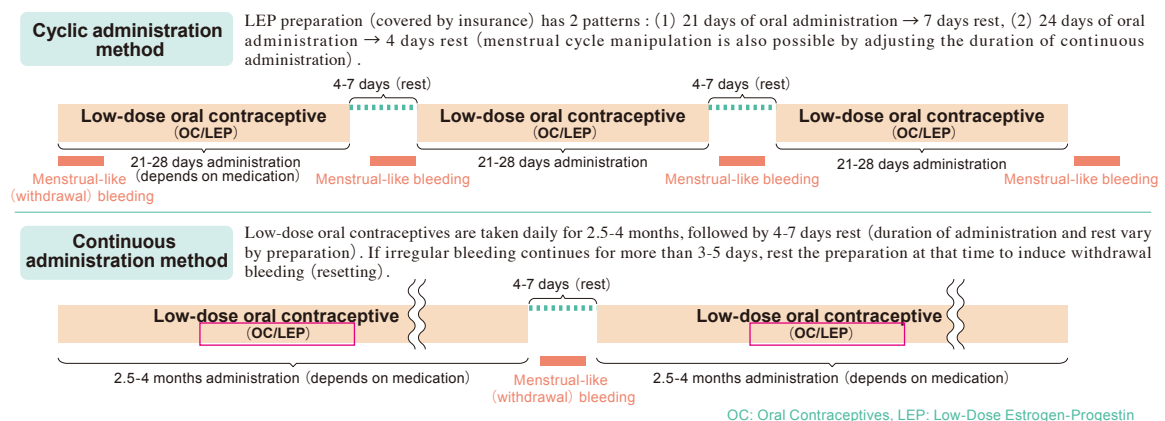 Cyclic administration
method
LEP preparation (covered by insurance) has 2 patterns : (1) 21 days of oral administration → 7 days rest, (2) 24 days of oral
administration → 4 days rest (menstrual cycle manipulation is also possible by adjusting the duration of continuous
administration) .
4-7 days (rest)
4-7 days (rest)
Low-dose oral contraceptive
(OC/LEP)
Low-dose oral contraceptive
(OC/LEP)
Low-dose oral contraceptive
(OC/LEP)
21-28 days administration
(depends on medication)
21-28 days administration
21-28 days administration
Menstrual-like
(withdrawal) bleeding
Menstrual-like bleeding
Menstrual-like bleeding
Menstrual-like bleeding
Continuous
administration method
Low-dose oral contraceptives are taken daily for 2.5-4 months, followed by 4-7 days rest (duration of administration and rest vary
by preparation) . If irregular bleeding continues for more than 3-5 days, rest the preparation at that time to induce withdrawal
bleeding (resetting) .
4-7 days (rest)
Low-dose oral contraceptive
(OC/LEP)
Low-dose oral contraceptive
(OC/LEP)
2.5-4 months administration (depends on medication)
Menstrual-like
(withdrawal) bleeding
2.5-4 months administration (depends on medication)
OC: Oral Contraceptives, LEP: Low-Dose Estrogen-Progestin